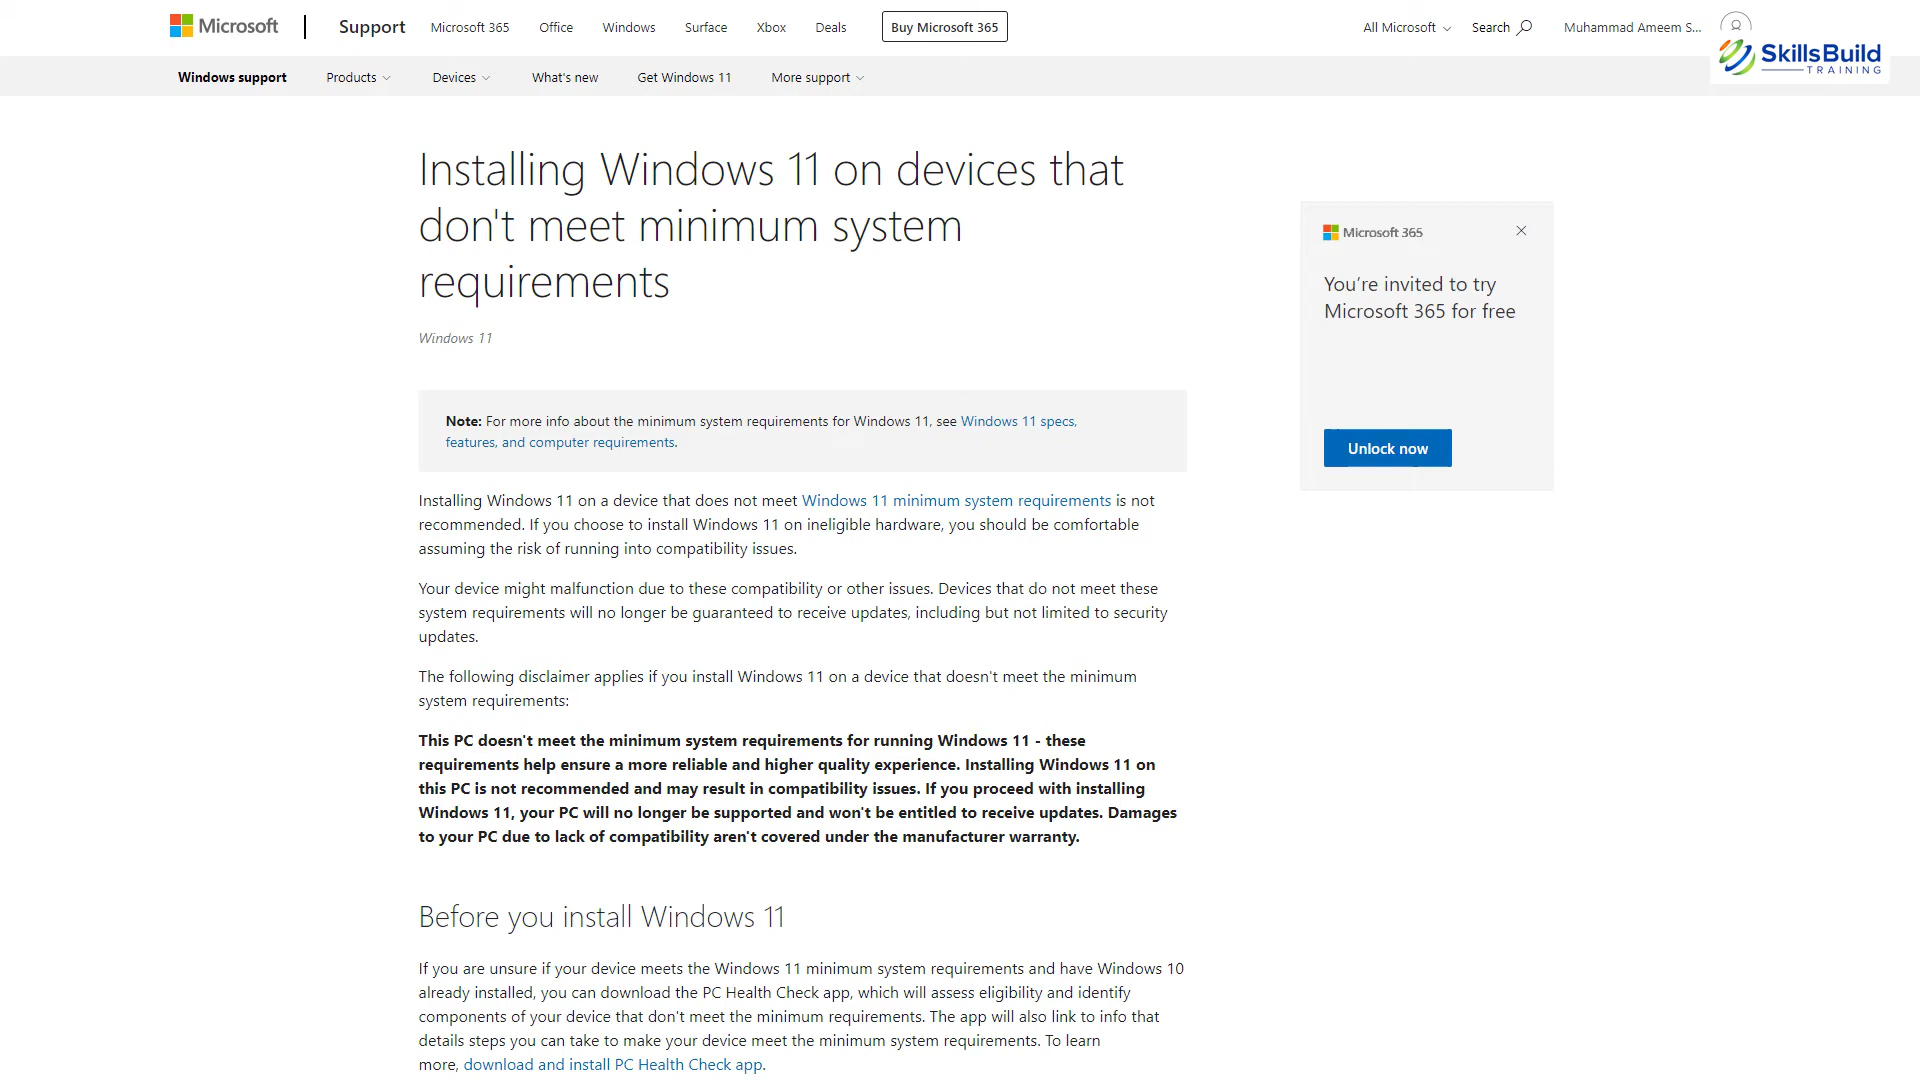 Microsoft
Support
Microsoft 365
Office
Windows
Surface
Xbox
Deals
Buy Microsoft 365
All Microsoft
Search
Muhammad Ameem S...
SkillsBuild
TRAINING
Windows support
Products
Devices
What's new
Get Windows 11
More support
Installing Windows 11 on devices that
don't meet minimum system
requirements
Windows 11
Note: For more info about the minimum system requirements for Windows 11, see Windows 11 specs,
features, and computer requirements.
Installing Windows 11 on a device that does not meet Windows 11 minimum system requirements is not
recommended. If you choose to install Windows 11 on ineligible hardware, you should be comfortable
assuming the risk of running into compatibility issues.
Your device might malfunction due to these compatibility or other issues. Devices that do not meet these
system requirements will no longer be guaranteed to receive updates, including but not limited to security
updates.
The following disclaimer applies if you install Windows 11 on a device that doesn't meet the minimum
system requirements:
This PC doesn't meet the minimum system requirements for running Windows 11 - these
requirements help ensure a more reliable and higher quality experience. Installing Windows 11 on
this PC is not recommended and may result in compatibility issues. If you proceed with installing
Windows 11, your PC will no longer be supported and won't be entitled to receive updates. Damages
to your PC due to lack of compatibility aren't covered under the manufacturer warranty.
Before you install Windows 11
If you are unsure if your device meets the Windows 11 minimum system requirements and have Windows 10
already installed, you can download the PC Health Check app, which will assess eligibility and identify
components of your device that don't meet the minimum requirements. The app will also link to info that
details steps you can take to make your device meet the minimum system requirements. To learn
more, download and install PC Health Check app.
Microsoft 365
You're invited to try
Microsoft 365 for free
Unlock now